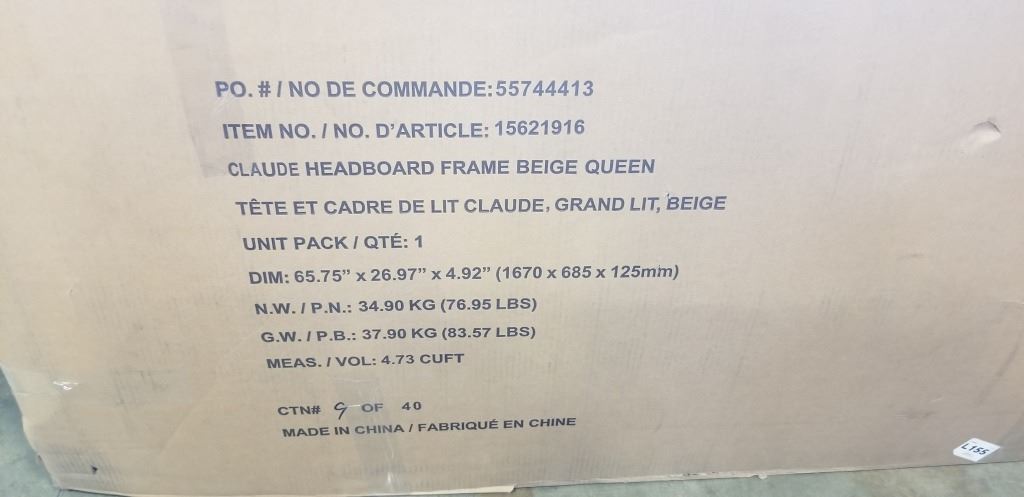 PO. # / NO DE COMMANDE: 55744413
ITEM NO. / NO. D'ARTICLE: 15621916
CLAUDE HEADBOARD FRAME BEIGE QUEEN
TÊTE ET CADRE DE LIT CLAUDE, GRAND LIT, BEIGE
UNIT PACK / QTÉ: 1
DIM: 65.75” x 26.97” x 4.92” (1670 x 685 x 125mm)
N.W. / P.N.: 34.90 KG (76.95 LBS)
G.W. / P.B.: 37.90 KG (83.57 LBS)
MEAS. / VOL: 4.73 CUFT
CTN# 9 OF 40
MADE IN CHINA / FABRIQUÉ EN CHINE
L155